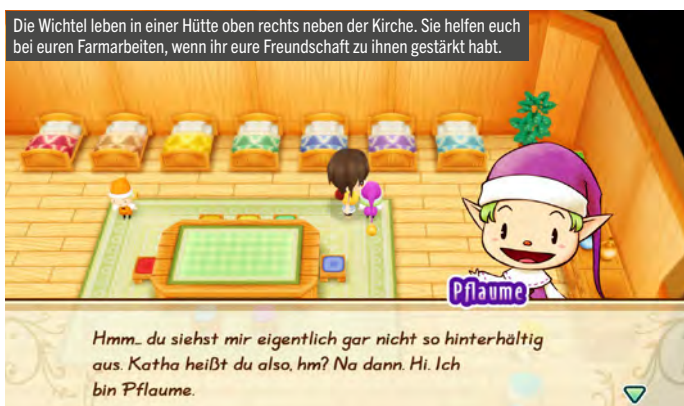 Die Wichtel leben in einer Hütte oben rechts neben der Kirche. Sie helfen euch
bei euren Farmarbeiten, wenn ihr eure Freundschaft zu ihnen gestärkt habt.
Pflaume
Hmm... du siehst mir eigentlich gar nicht so hinterhältig
aus. Katha heißt du also, hm? Na dann. Hi. Ich
bin Pflaume.